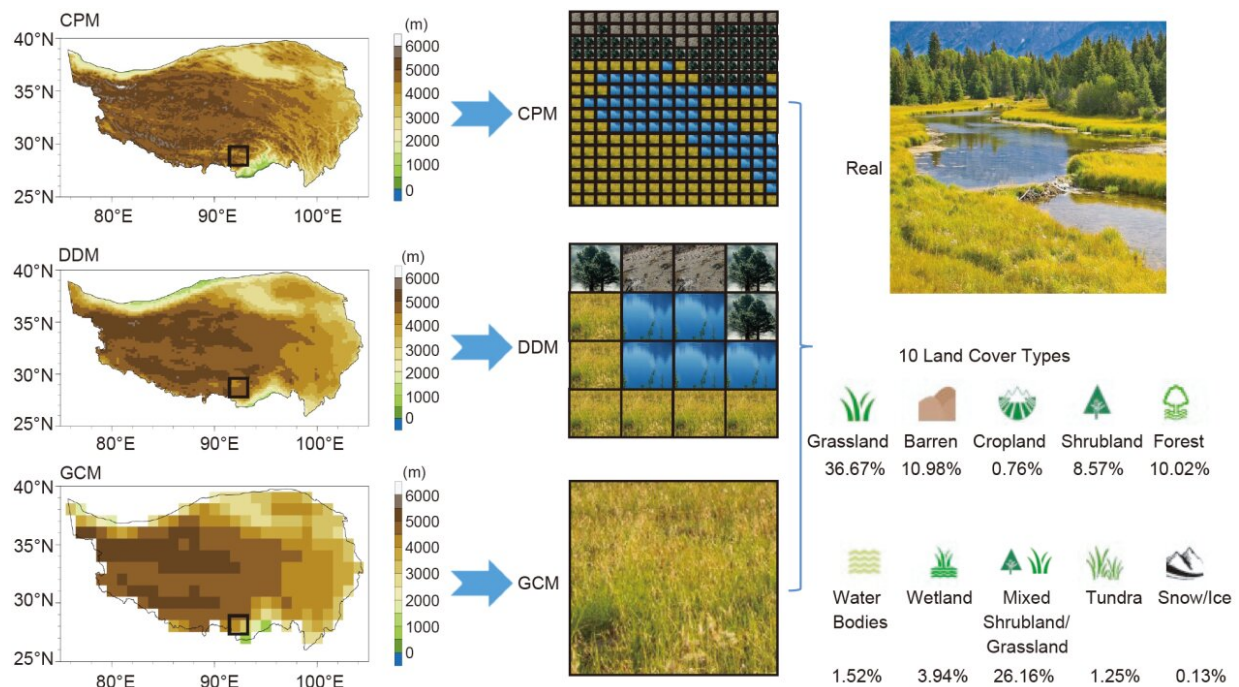 CPM
(m)
40°N
35°N
30°N
25°N
80°E 90°E 100°E
6000
5000
4000
3000
2000
1000
0
CPM
DDM
(m)
40°N
35°N
30°N
25°N
80°E 90°E 100°E
6000
5000
4000
3000
2000
1000
0
DDM
GCM
(m)
40°N
35°N
30°N
25°N
80°E 90°E 100°E
6000
5000
4000
3000
2000
1000
0
GCM
Real
10 Land Cover Types
Grassland Barren Cropland Shrubland Forest
36.67% 10.98% 0.76% 8.57% 10.02%
Water Bodies
Wetland
Mixed Shrubland/ Grassland
Tundra
Snow/Ice
1.52% 3.94% 26.16% 1.25% 0.13%